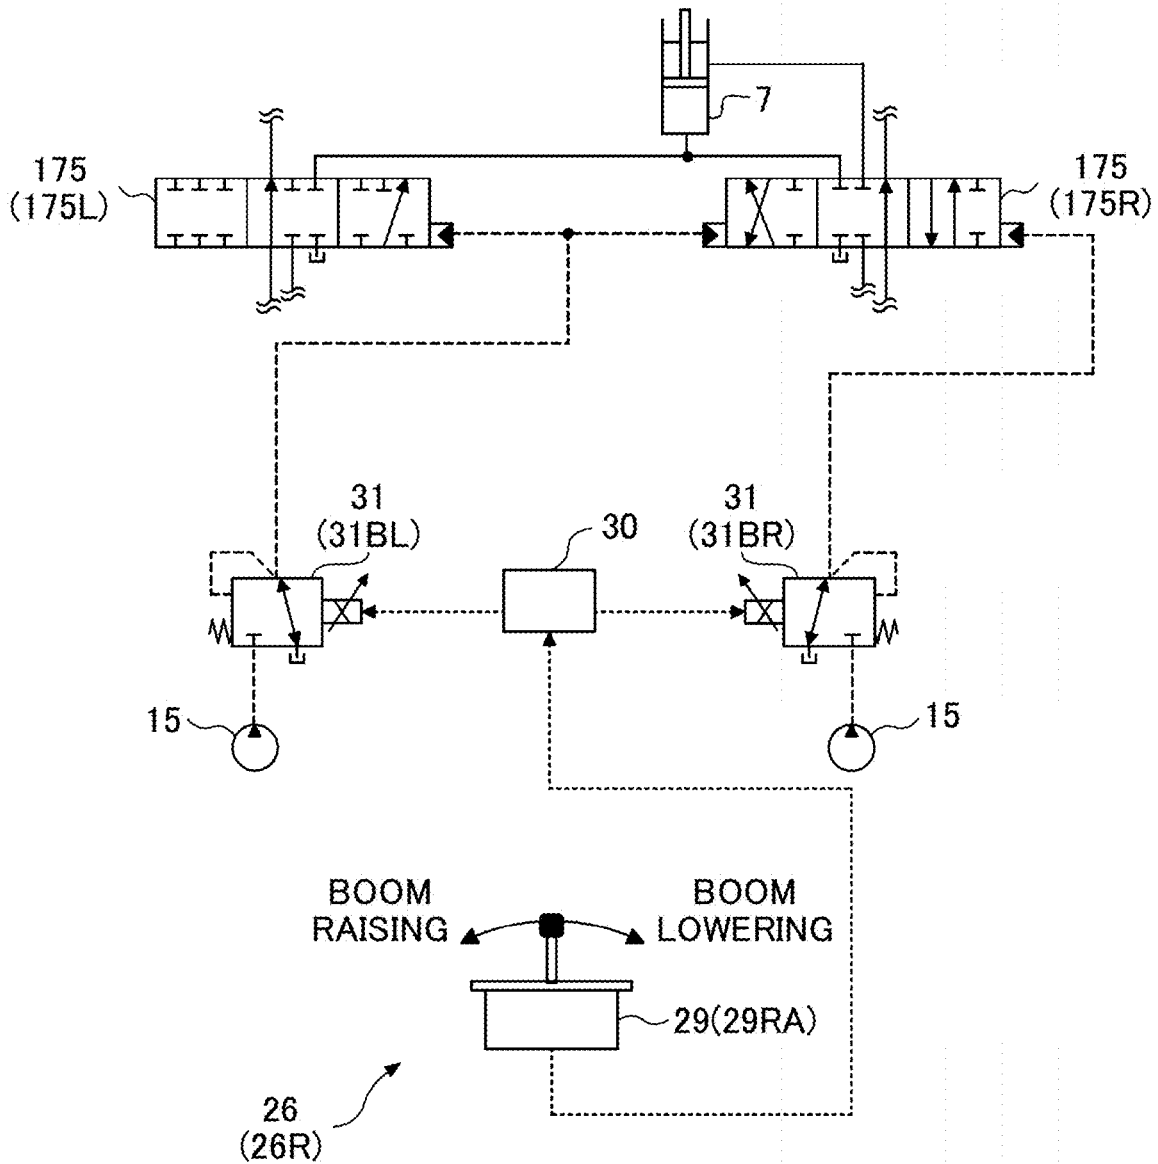 7
175
(175L)
175
(175R)
31
(31BL)
30
31
(31BR)
15
15
BOOM
RAISING
BOOM
LOWERING
29(29RA)
26
(26R)